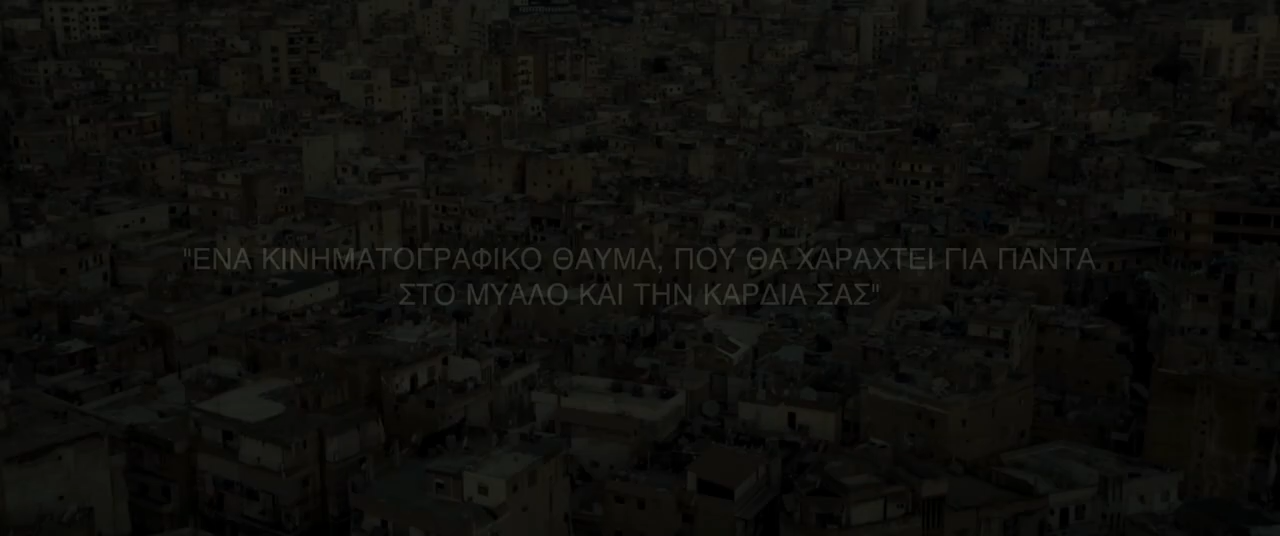 "ΕΝΑ ΚΙΝΗΜΑΤΟΓΡΑΦΙΚΟ ΘΑΥΜΑ, ΠΟΥ ΘΑ ΧΑΡΑΧΤΕΙ ΓΙΑ ΠΑΝΤΑ
ΣΤΟ ΜΥΑΛΟ ΚΑΙ ΤΗΝ ΚΑΡΔΙΑ ΣΑΣ"